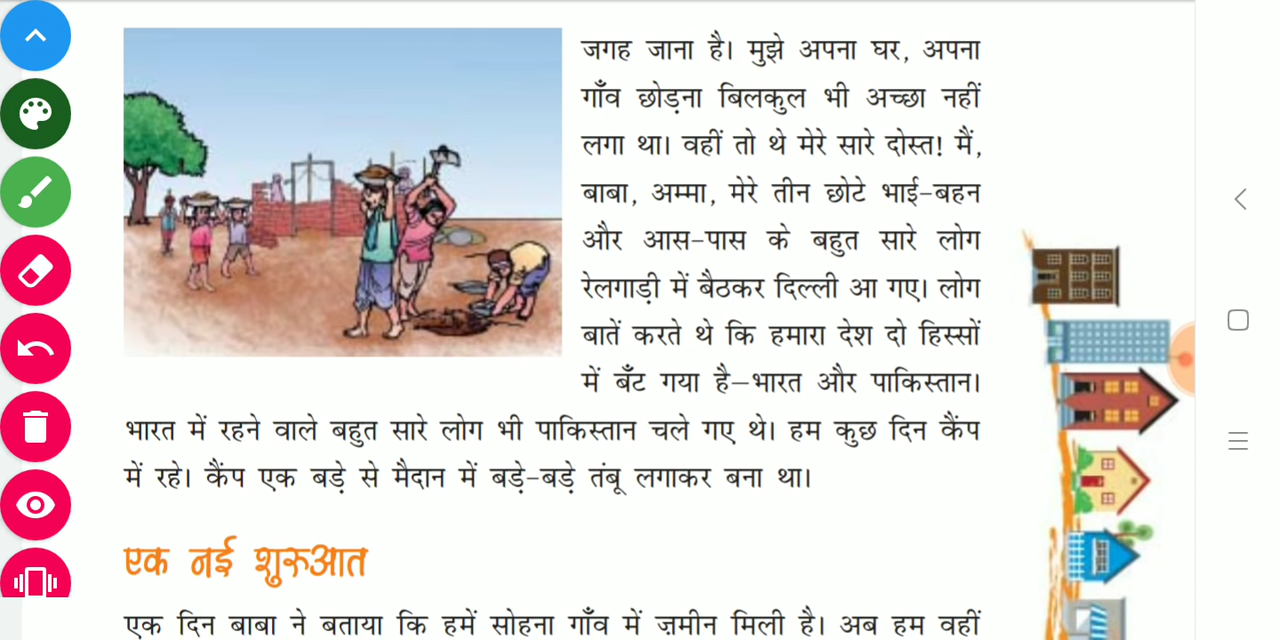 जगह जाना है। मुझे अपना घर, अपना
गाँव छोड़ना बिलकुल भी अच्छा नहीं
लगा था। वहीं तो थे मेरे सारे दोस्त! मैं,
बाबा, अम्मा, मेरे तीन छोटे भाई-बहन
और आस-पास के बहुत सारे लोग
रेलगाड़ी में बैठकर दिल्ली आ गए। लोग
बातें करते थे कि हमारा देश दो हिस्सों
में बँट गया है–भारत और पाकिस्तान।
भारत में रहने वाले बहुत सारे लोग भी पाकिस्तान चले गए थे। हम कुछ दिन कैंप
में रहे। कैंप एक बड़े से मैदान में बड़े-बड़े तंबू लगाकर बना था।
एक नई शुरुआत
एक दिन बाबा ने बताया कि हमें सोहना गाँव में ज़मीन मिली है। अब हम वहीं